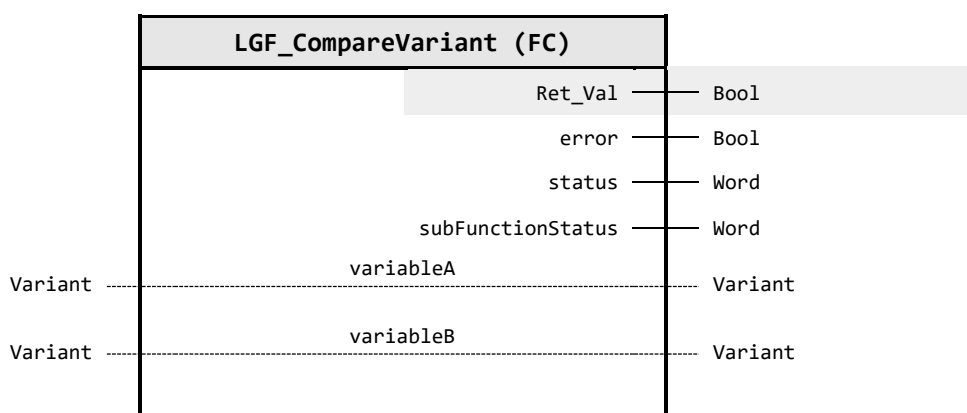 LGF_CompareVariant (FC)
Ret_Val Bool
error Bool
status Word
subFunctionStatus Word
variableA
Variant Variant
variableB
Variant Variant